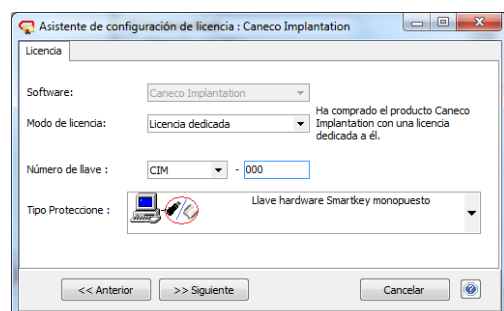 Asistente de configuración de licencia : Caneco Implantation
Licencia
Software:
Caneco Implantation
Modo de licencia:
Licencia dedicada
Ha comprado el producto Caneco
Implantation con una licencia
dedicada a él.
Número de llave :
CIM
- 000
Tipo Proteccione :
Llave hardware Smartkey monopuesto
<< Anterior
>> Siguiente
Cancelar